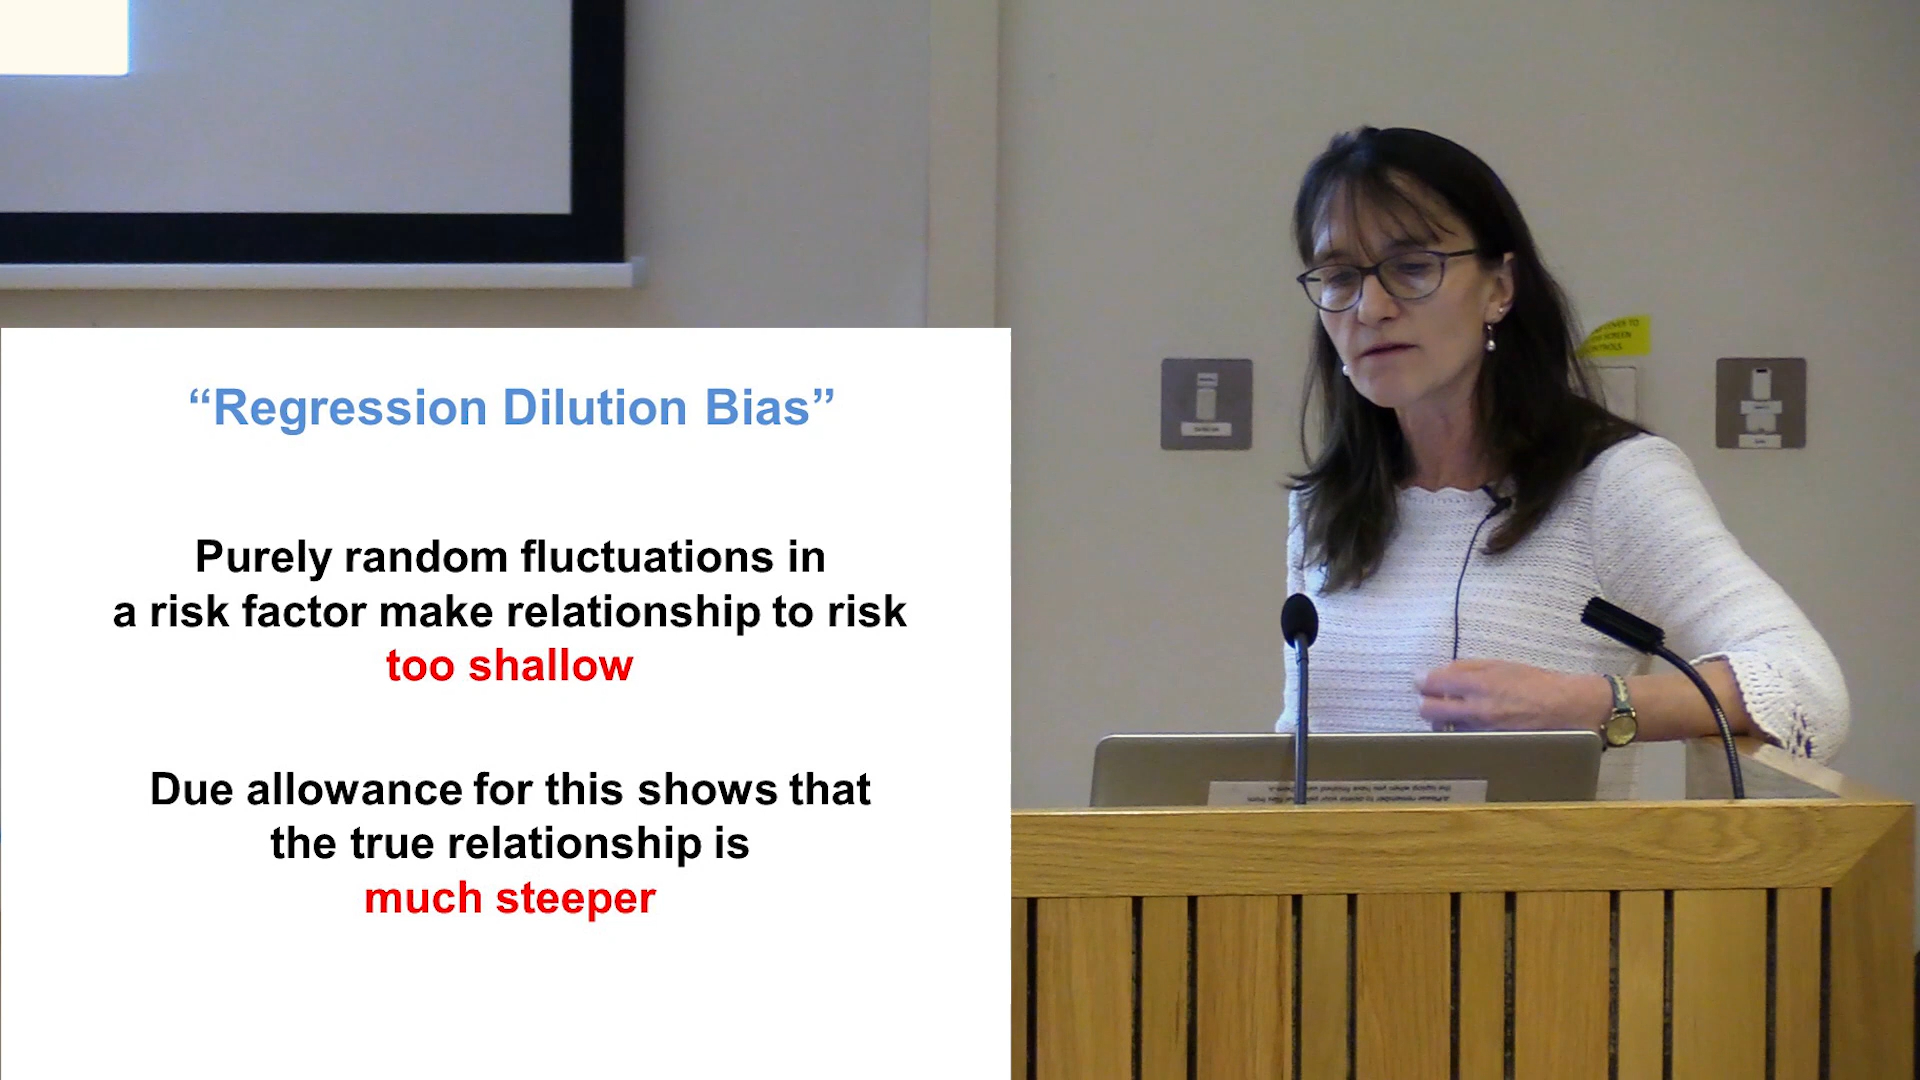 “Regression Dilution Bias”
Purely random fluctuations in
a risk factor make relationship to risk
too shallow
Due allowance for this shows that
the true relationship is
much steeper